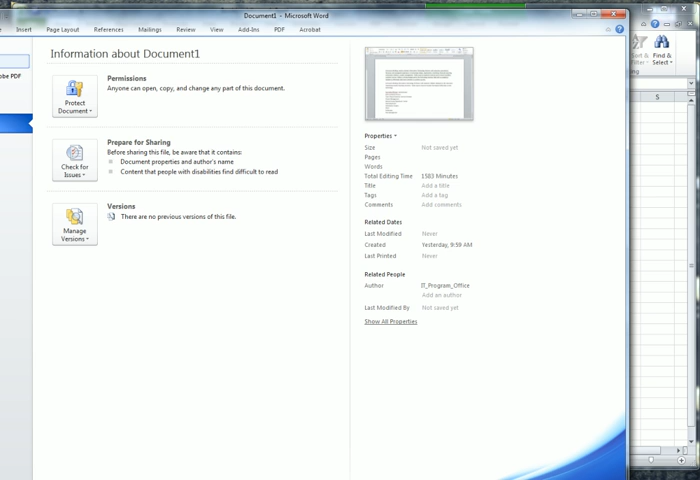 Document1 - Microsoft Word
Insert Page Layout References Mailings Review View Add-Ins PDF Acrobat
Information about Document1
obe PDF
Permissions
Anyone can open, copy, and change any part of this document.
Protect
Document
Prepare for Sharing
Before sharing this file, be aware that it contains:
Document properties and author's name
Content that people with disabilities find difficult to read
Check for
Issues
Versions
There are no previous versions of this file.
Manage
Versions
Properties
Size Not saved yet
Pages
Words
Total Editing Time 1583 Minutes
Title Add a title
Tags Add a tag
Comments Add comments
Related Dates
Last Modified Never
Created Yesterday, 9:59 AM
Last Printed Never
Related People
Author IT_Program_Office
Add an author
Last Modified By Not saved yet
Show All Properties
Sort &
Filter
Find &
Select
ng
S